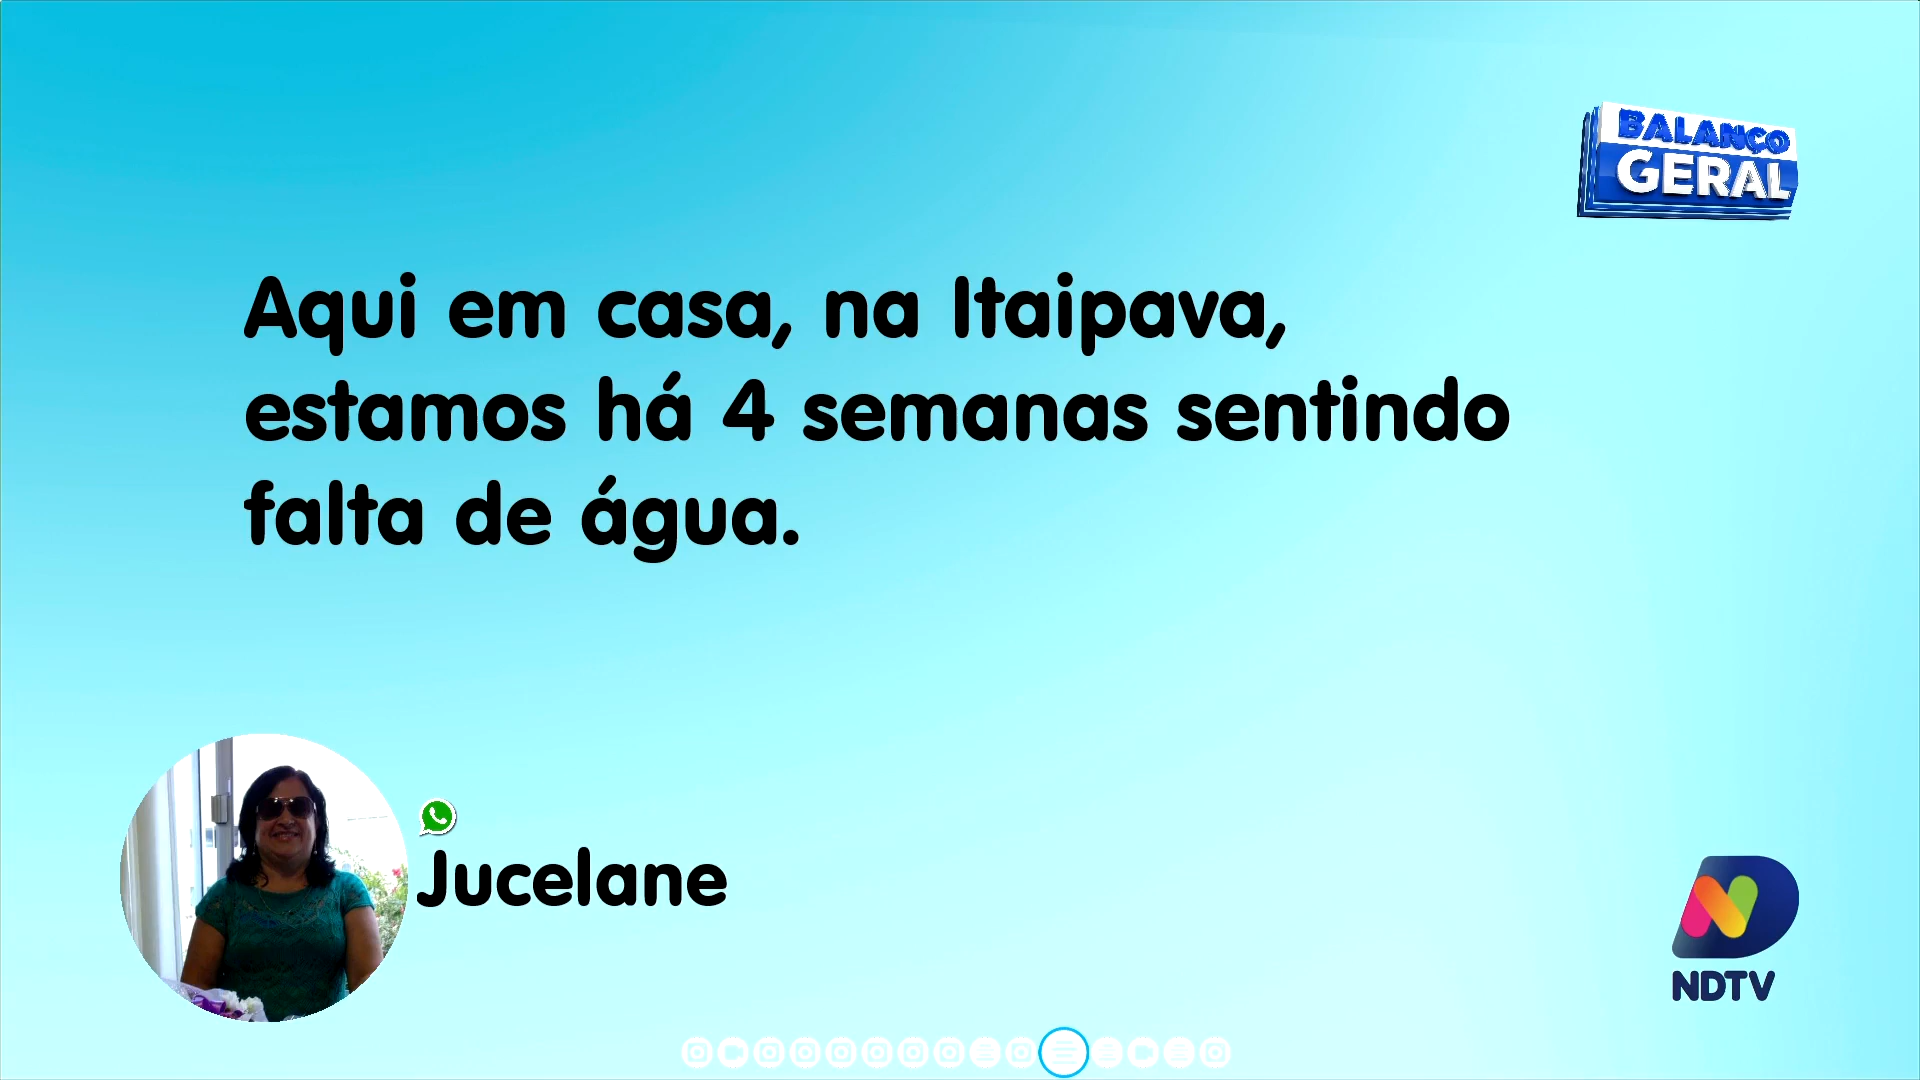 BALANÇO
GERAL
Aqui em casa, na Itaipava,
estamos há 4 semanas sentindo
falta de água.
Jucelane
NDTV